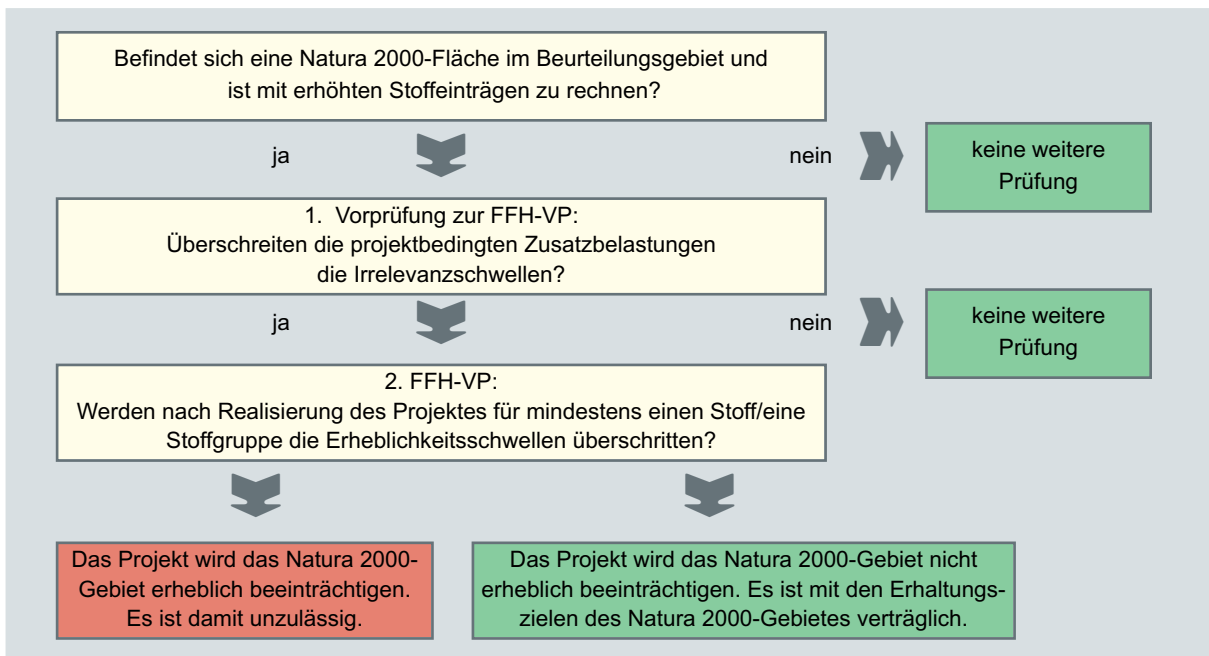 Befindet sich eine Natura 2000-Fläche im Beurteilungsgebiet und
ist mit erhöhten Stoffeinträgen zu rechnen?
ja
nein
keine weitere
Prüfung
1. Vorprüfung zur FFH-VP:
Überschreiten die projektbedingten Zusatzbelastungen
die Irrelevanzschwellen?
ja
nein
keine weitere
Prüfung
2. FFH-VP:
Werden nach Realisierung des Projektes für mindestens einen Stoff/eine
Stoffgruppe die Erheblichkeitsschwellen überschritten?
Das Projekt wird das Natura 2000-
Gebiet erheblich beeinträchtigen.
Es ist damit unzulässig.
Das Projekt wird das Natura 2000-Gebiet nicht
erheblich beeinträchtigen. Es ist mit den Erhaltungs-
zielen des Natura 2000-Gebietes verträglich.